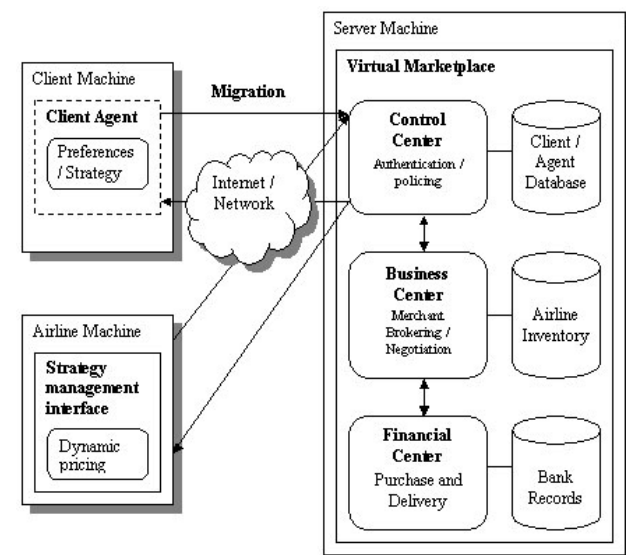 Server Machine
Virtual Marketplace
Client Machine
Migration
Client Agent
Preferences
/ Strategy
Internet /
Network
Control
Center
Authentication /
policing
Client /
Agent
Database
Business
Center
Merchant
Brokering /
Negotiation
Airline
Inventory
Airline Machine
Strategy
management
interface
Dynamic
pricing
Financial
Center
Purchase and
Delivery
Bank
Records